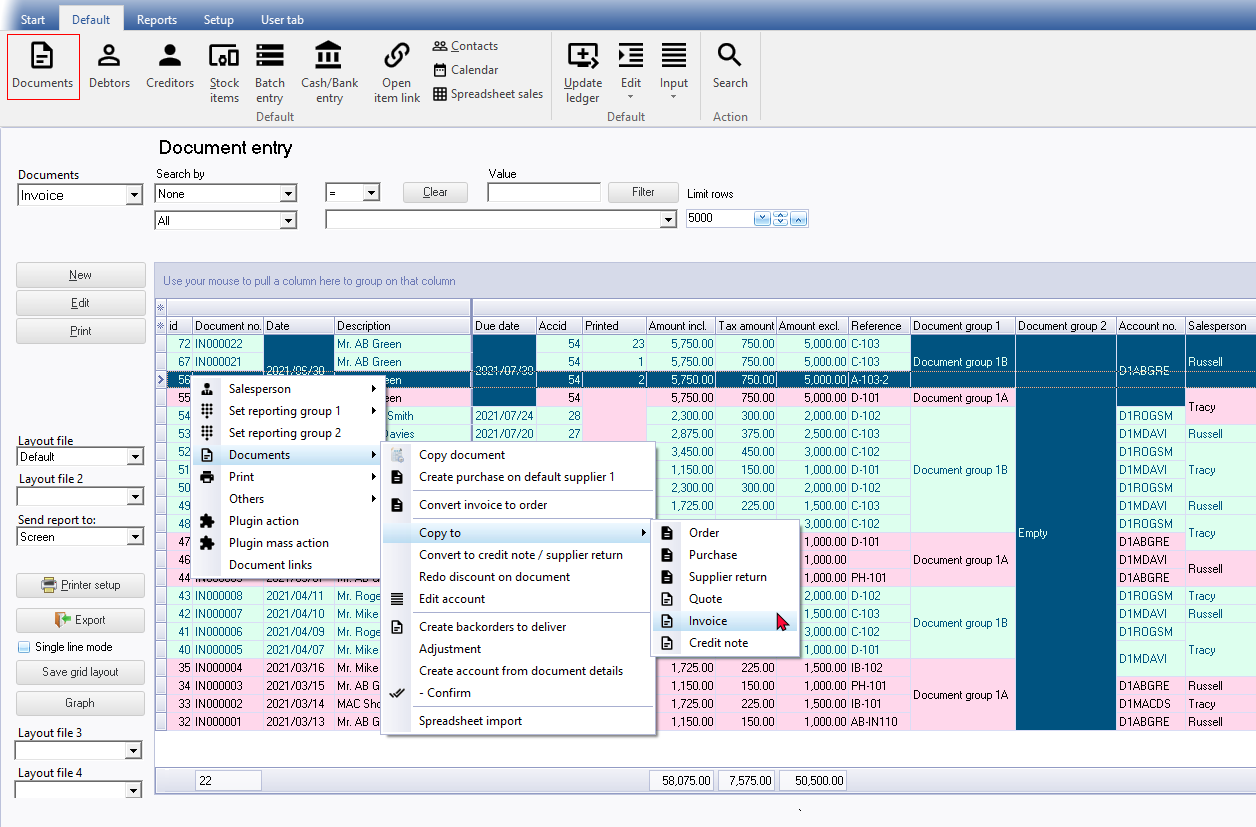 Start Default Reports Setup User tab
Documents Debtors Creditors Stock items Batch entry Cash/Bank entry Open item link Contacts Calendar Spreadsheet sales Update ledger Edit Input Search
Default Default Action
Document entry
Documents Search by Value
Invoice None = Clear Filter Limit rows
All 5000
New
Edit
Print
Layout file
Default
Layout file 2
Send report to:
Screen
Printer setup
Export
Single line mode
Save grid layout
Graph
Layout file 3
Layout file 4
Use your mouse to pull a column here to group on that column
id Document no. Date Description Due date Accid Printed Amount incl. Tax amount Amount excl. Reference Document group 1 Document group 2 Account no. Salesperson
72 IN000022 Mr. AB Green 54 23 5,750.00 750.00 5,000.00 C-103
67 IN000021 Mr. AB Green 54 1 5,750.00 750.00 5,000.00 C-103 Document group 1B Russell
2021/06/30 2021/07/30 D1ABGRE
56 een 54 2 5,750.00 750.00 5,000.00 A-103-2
55 een 54 5,750.00 750.00 5,000.00 D-101 Document group 1A
Tracy
54 Smith 2021/07/24 28 2,300.00 300.00 2,000.00 D-102 D1ROGSM
53 avies 2021/07/20 27 2,875.00 375.00 2,500.00 C-103 D1MDAVI Russell
52 3,450.00 450.00 3,000.00 C-102 D1ROGSM
51 1,150.00 150.00 1,000.00 D-101 Document group 1B D1MDAVI Tracy
50 2,300.00 300.00 2,000.00 D-102 D1ROGSM
49 1,725.00 225.00 1,500.00 C-103 D1MDAVI Russell
48 3,000.00 C-102 D1ROGSM
Tracy
47 1,000.00 D-101 D1ABGRE
Empty
46 1,000.00 Document group 1A D1MDAVI
Russell
44 1,000.00 PH-101 D1ABGRE
43 IN000008 2021/04/11 Mr. Roge 2,000.00 D-102 D1ROGSM Tracy
42 IN000007 2021/04/10 Mr. Mike 1,500.00 C-103 Document group 1B D1MDAVI Russell
41 IN000006 2021/04/09 Mr. Roge 3,000.00 C-102 D1ROGSM
Tracy
40 IN000005 2021/04/07 Mr. Mike 1,000.00 D-101 D1MDAVI
35 IN000004 2021/03/16 Mr. Mike 1,725.00 225.00 1,500.00 IB-102
34 IN000003 2021/03/15 Mr. AB G 1,150.00 150.00 1,000.00 PH-101 Document group 1A D1ABGRE Russell
33 IN000002 2021/03/14 MAC Sho 1,725.00 225.00 1,500.00 IB-101 D1MACDS Tracy
32 IN000001 2021/03/13 Mr. AB G 1,150.00 150.00 1,000.00 AB-IN110 D1ABGRE Russell
22 58,075.00 7,575.00 50,500.00
Salesperson
Set reporting group 1
Set reporting group 2
Documents
Print
Others
Plugin action
Plugin mass action
Document links
Copy document
Create purchase on default supplier 1
Convert invoice to order
Copy to
Convert to credit note / supplier return
Redo discount on document
Edit account
Create backorders to deliver
Adjustment
Create account from document details
- Confirm
Spreadsheet import
Order
Purchase
Supplier return
Quote
Invoice
Credit note